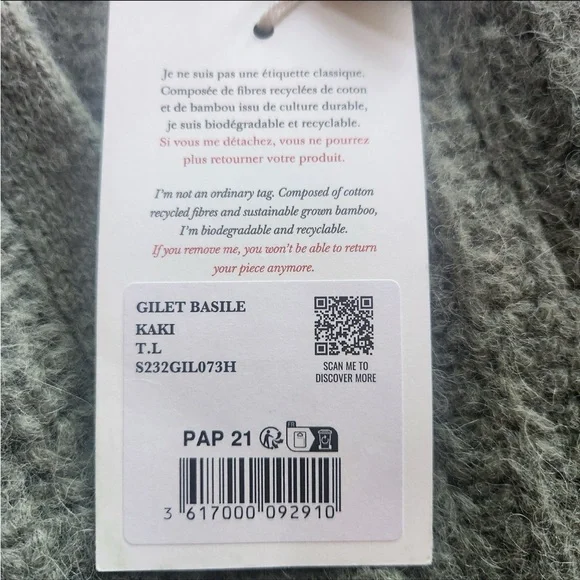 Je ne suis pas une étiquette classique.
Composée de fibres recyclées de coton
et de bambou issu de culture durable,
je suis biodégradable et recyclable.
Si vous me détachez, vous ne pourrez
plus retourner votre produit.
I'm not an ordinary tag. Composed of cotton
recycled fibres and sustainable grown bamboo,
I'm biodegradable and recyclable.
If you remove me, you won't be able to return
your piece anymore.
GILET BASILE
KAKI
T.L
S232GIL073H
SCAN ME TO
DISCOVER MORE
PAP 21
FR
3 617000 092910